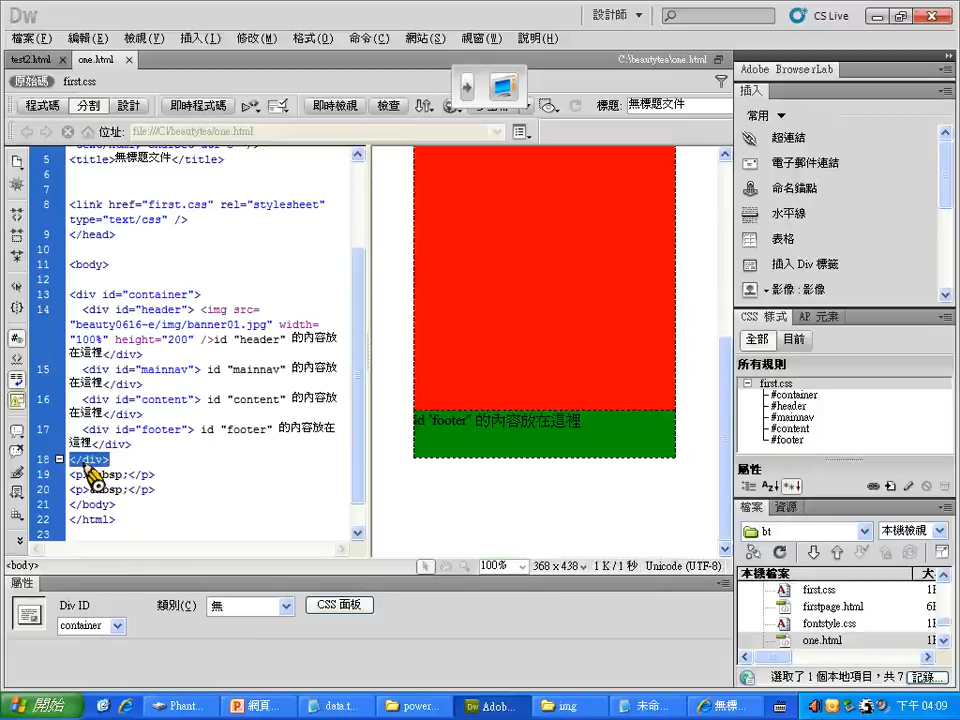 Dw
設計師
CS Live
檔案(F) 編輯(E) 檢視(V) 插入(I) 修改(M) 格式(O) 命令(C) 網站(S) 視窗(W) 說明(H)
test2.html one.html C:\beautytea\one.html
原始碼 first.css
程式碼 分割 設計 即時程式碼 即時檢視 檢查 標題: 無標題文件
位址: file:///C|/beautytea/one.html
5 <title>無標題文件</title>
6
7
8 <link href="first.css" rel="stylesheet"
type="text/css" />
9 </head>
10
11 <body>
12
13 <div id="container">
14 <div id="header"> <img src=
"beauty0616-e/img/banner01.jpg" width=
"100%" height="200" />id "header" 的內容放
在這裡</div>
15 <div id="mainnav"> id "mainnav" 的內容放
在這裡</div>
16 <div id="content"> id "content" 的內容放
在這裡</div>
17 <div id="footer"> id "footer" 的內容放在
這裡</div>
18 </div>
19 <p>&nbsp;</p>
20 <p>&nbsp;</p>
21 </body>
22 </html>
23
id "footer" 的內容放在這裡
<body>
100% 368 x 438 1 K / 1 秒 Unicode (UTF-8)
屬性
Div ID 類別(C) 無 CSS 面板
container
Adobe BrowserLab
插入
常用
超連結
電子郵件連結
命名錨點
水平線
表格
插入 Div 標籤
影像: 影像
CSS 樣式 AP 元素
全部 目前
所有規則
first.css
#container
#header
#mainnav
#content
#footer
屬性
檔案 資源
bt 本機檢視
本機檔案 大
first.css 1
firstpage.html 6
fontstyle.css 1
one.html 1
選取了 1 個本地項目，共 7 記錄...
開始 Phant... 網頁... data.t... power... Adob... img 未命... 無標... 下午 04:09